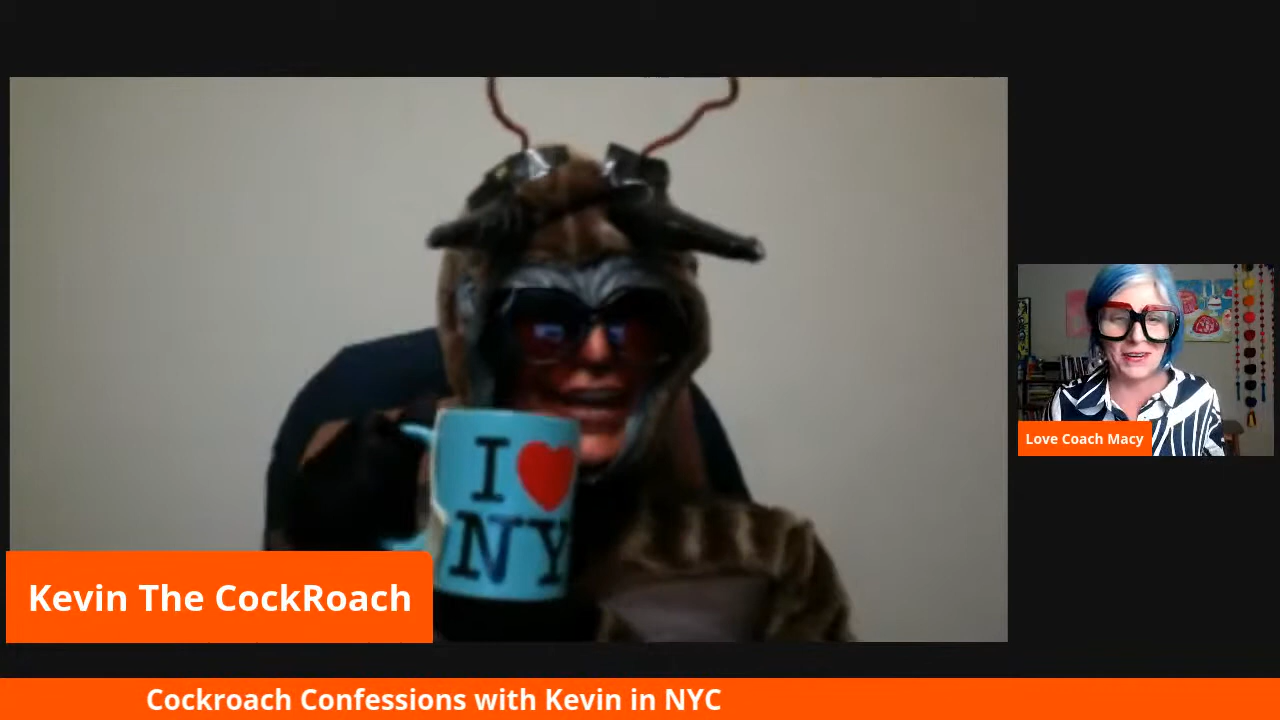 I ❤ NY
Kevin The CockRoach
Love Coach Macy
Cockroach Confessions with Kevin in NYC